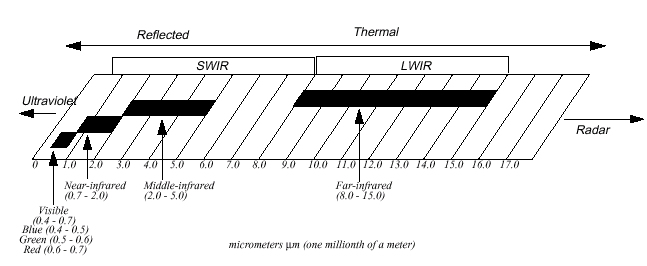 Reflected
Thermal
SWIR
LWIR
Ultraviolet
Radar
0 1.0 2.0 3.0 4.0 5.0 6.0 7.0 8.0 9.0 10.0 11.0 12.0 13.0 14.0 15.0 16.0 17.0
Near-infrared
(0.7 - 2.0)
Middle-infrared
(2.0 - 5.0)
Far-infrared
(8.0 - 15.0)
Visible
(0.4 - 0.7)
Blue (0.4 - 0.5)
Green (0.5 - 0.6)
Red (0.6 - 0.7)
micrometers μm (one millionth of a meter)